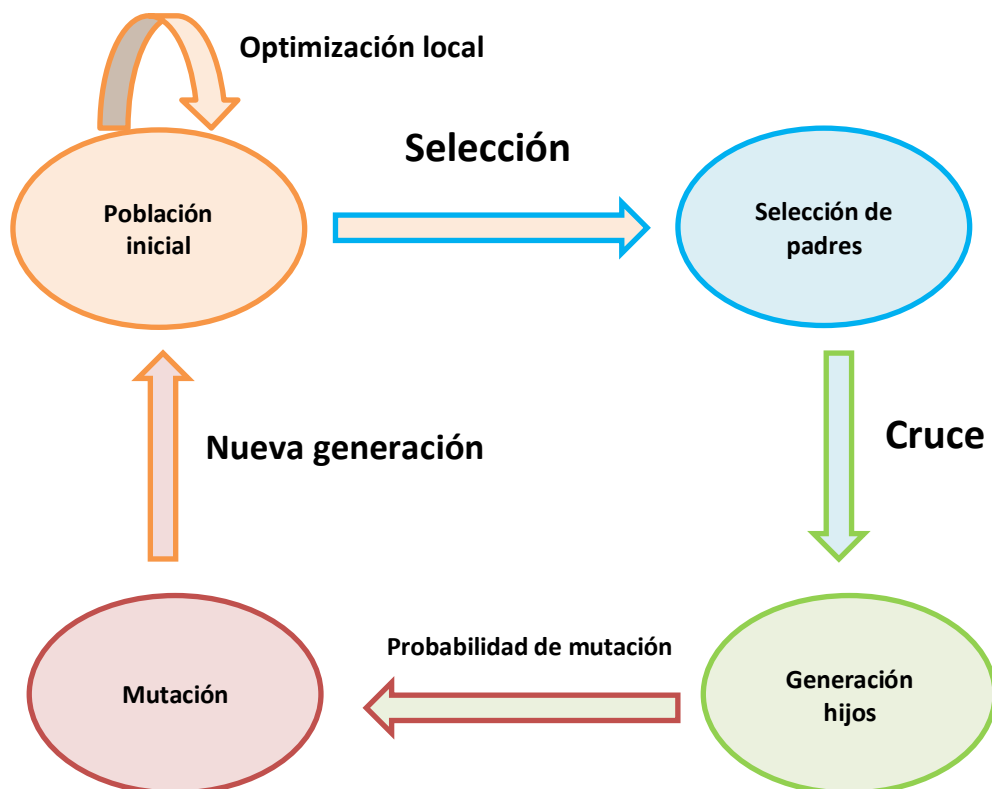 Optimización local
Selección
Población
inicial
Selección de
padres
Nueva generación
Cruce
Probabilidad de mutación
Mutación
Generación
hijos